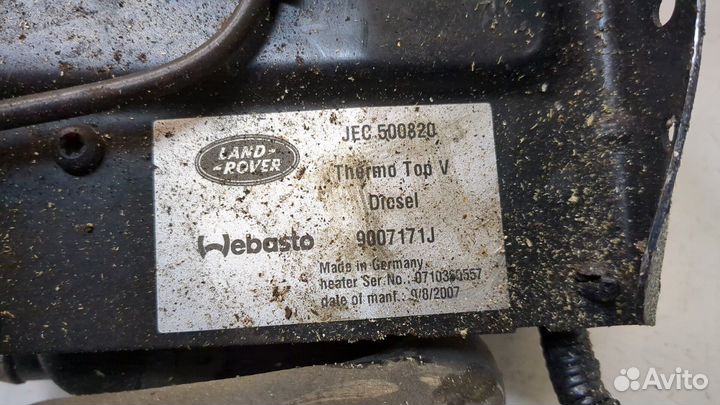 LAND-
-ROVER
JEC 500820
Thermo Top V
Diesel
Webasto
9007171J
Made in Germany
heater Ser.No.: 0710360557
date of manf.: 9/8/2007
Avito